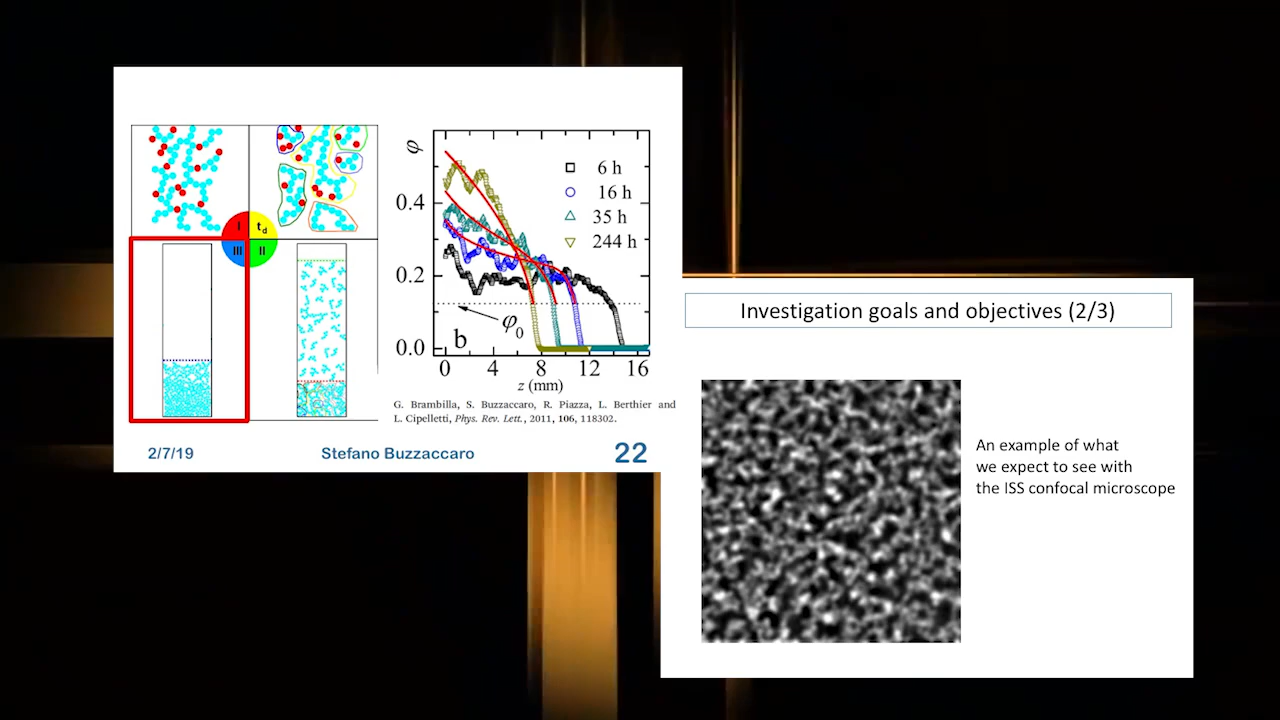 I
t_d
III
II
φ
0.4
0.2
0.0
6 h
16 h
35 h
244 h
φ₀
b
0 4 8 12 16
z (mm)
G. Brambilla, S. Buzzaccaro, R. Piazza, L. Berthier and
L. Cipelletti, Phys. Rev. Lett., 2011, 106, 118302.
2/7/19 Stefano Buzzaccaro 22
Investigation goals and objectives (2/3)
An example of what
we expect to see with
the ISS confocal microscope